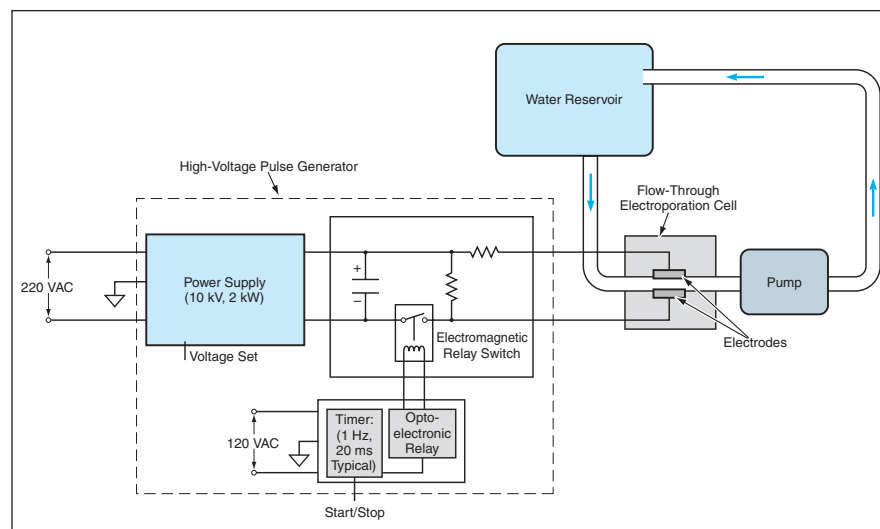 Water Reservoir
High-Voltage Pulse Generator
Flow-Through
Electroporation Cell
220 VAC
Power Supply
(10 kV, 2 kW)
+
–
Pump
Electromagnetic
Relay Switch
Electrodes
Voltage Set
120 VAC
Timer:
(1 Hz,
20 ms
Typical)
Opto-
electronic
Relay
Start/Stop